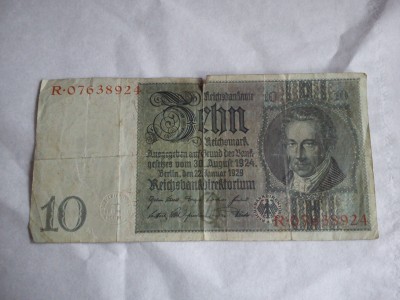 R·07638924
Reichsbanknote
Zehn
Reichsmark
Ausgegeben auf Grund des Bank-
gesetzes vom 30. August 1924
Berlin, den 22. Januar 1929
Reichsbankdirektorium
10
R·07638924